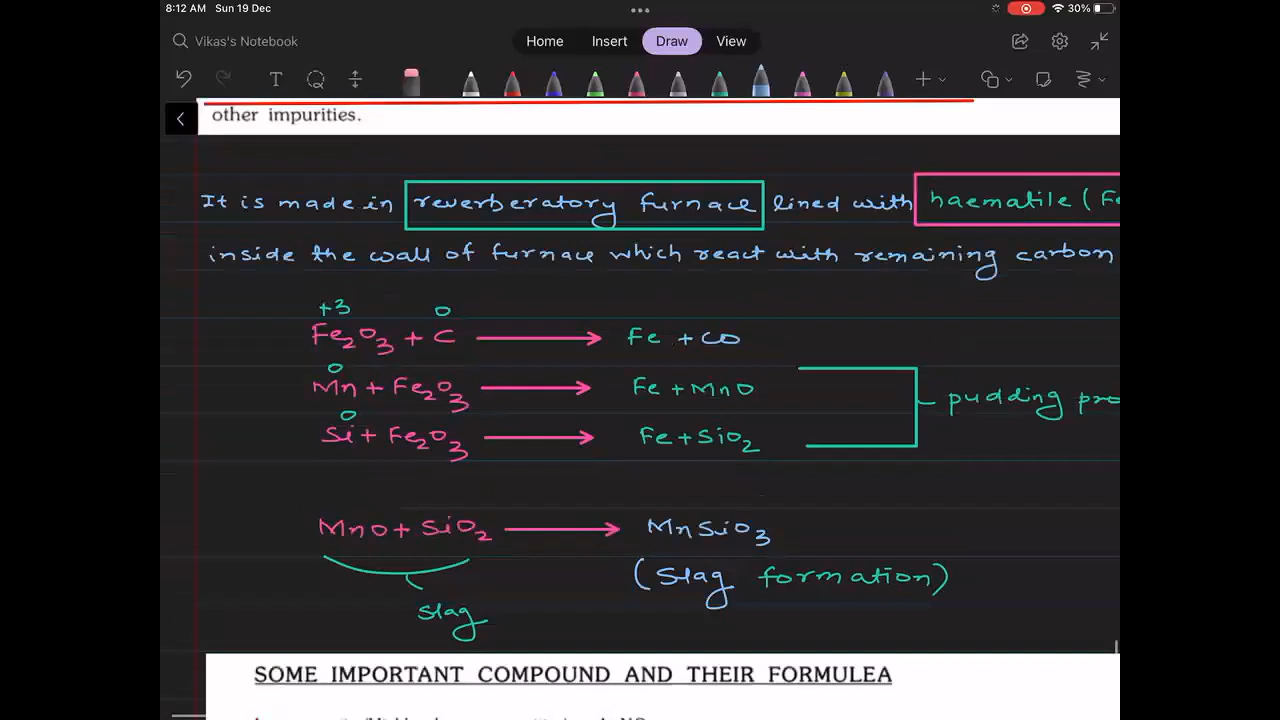 8:12 AM Sun 19 Dec
30%
Vikas's Notebook
Home Insert Draw View
other impurities.
It is made in reverberatory furnace lined with haematile (Fe
inside the wall of furnace which react with remaining carbon
+3 0
Fe₂O₃ + C ⟶ Fe + CO
0
Mn + Fe₂O₃ ⟶ Fe + MnO
pudding pro
0
Si + Fe₂O₃ ⟶ Fe + SiO₂
MnO + SiO₂ ⟶ MnSiO₃
(Slag formation)
slag
SOME IMPORTANT COMPOUND AND THEIR FORMULEA